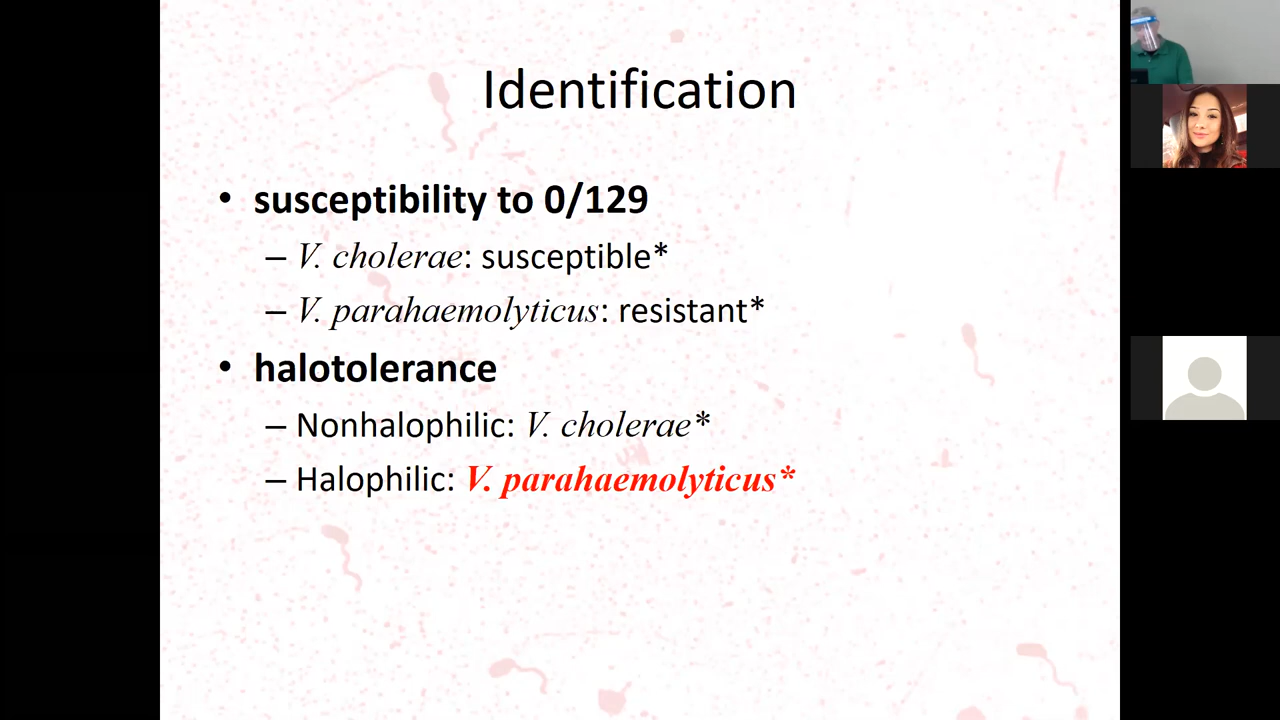 Identification
• susceptibility to 0/129
– V. cholerae: susceptible*
– V. parahaemolyticus: resistant*
• halotolerance
– Nonhalophilic: V. cholerae*
– Halophilic: V. parahaemolyticus*